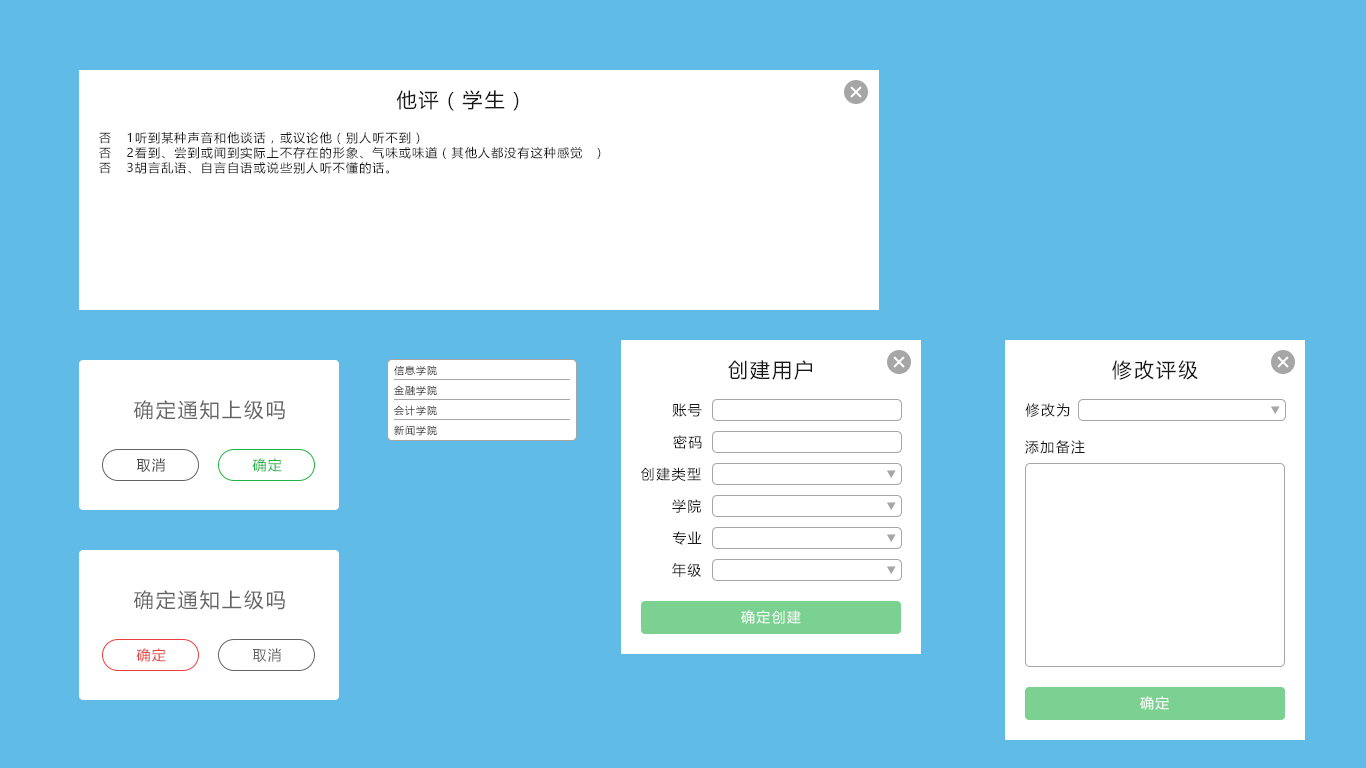 他评（学生）
否 1听到某种声音和他谈话，或议论他（别人听不到）
否 2看到、尝到或闻到实际上不存在的形象、气味或味道（其他人都没有这种感觉 ）
否 3胡言乱语、自言自语或说些别人听不懂的话。
确定通知上级吗
取消 确定
确定通知上级吗
确定 取消
信息学院
金融学院
会计学院
新闻学院
创建用户
账号
密码
创建类型
学院
专业
年级
确定创建
修改评级
修改为
添加备注
确定